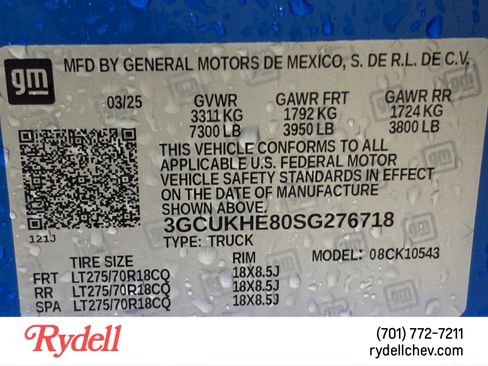 gm
MFD BY GENERAL MOTORS DE MEXICO, S. DE R.L. DE C.V.
03/25 GVWR GAWR FRT GAWR RR
3311 KG 1792 KG 1724 KG
7300 LB 3950 LB 3800 LB
THIS VEHICLE CONFORMS TO ALL
APPLICABLE U.S. FEDERAL MOTOR
VEHICLE SAFETY STANDARDS IN EFFECT
ON THE DATE OF MANUFACTURE
SHOWN ABOVE.
3GCUKHE80SG276718
121J TYPE: TRUCK MODEL: 08CK10543
TIRE SIZE RIM
FRT LT275/70R18CQ 18X8.5J
RR LT275/70R18CQ 18X8.5J
SPA LT275/70R18CQ 18X8.5J
Rydell
(701) 772-7211
rydellchev.com